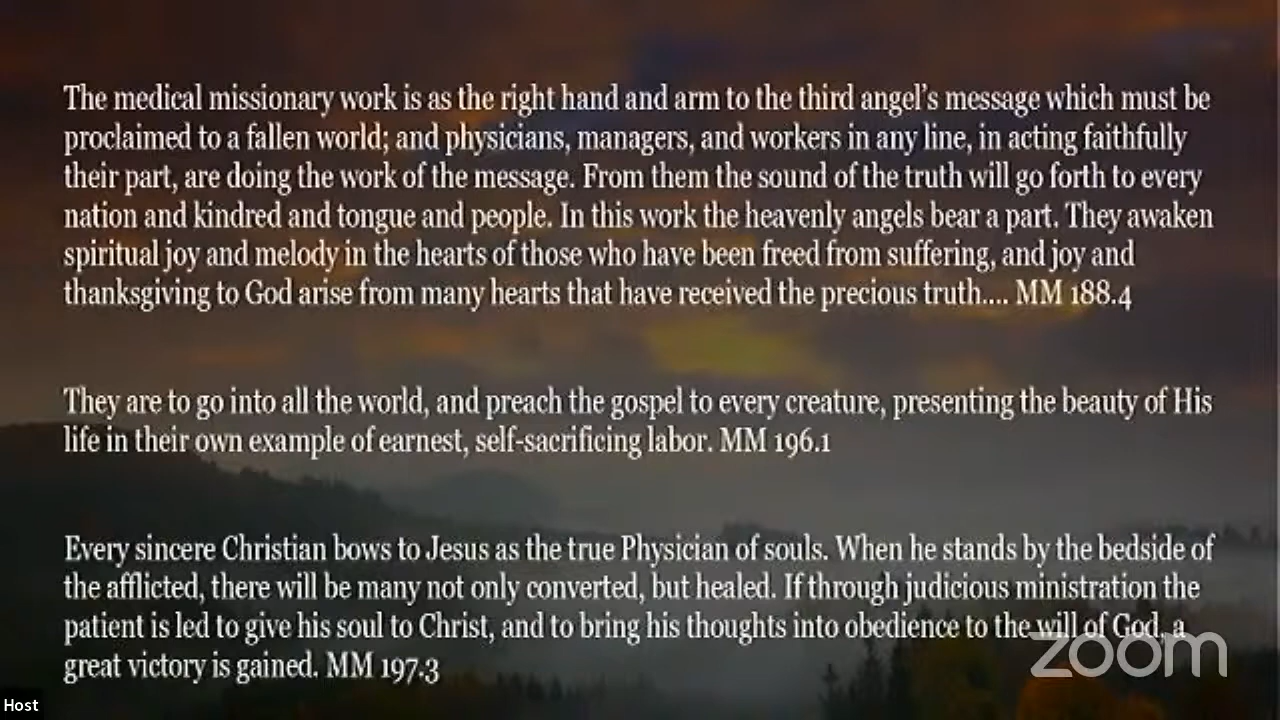 The medical missionary work is as the right hand and arm to the third angel's message which must be
proclaimed to a fallen world; and physicians, managers, and workers in any line, in acting faithfully
their part, are doing the work of the message. From them the sound of the truth will go forth to every
nation and kindred and tongue and people. In this work the heavenly angels bear a part. They awaken
spiritual joy and melody in the hearts of those who have been freed from suffering, and joy and
thanksgiving to God arise from many hearts that have received the precious truth.... MM 188.4
They are to go into all the world, and preach the gospel to every creature, presenting the beauty of His
life in their own example of earnest, self-sacrificing labor. MM 196.1
Every sincere Christian bows to Jesus as the true Physician of souls. When he stands by the bedside of
the afflicted, there will be many not only converted, but healed. If through judicious ministration the
patient is led to give his soul to Christ, and to bring his thoughts into obedience to the will of God, a
great victory is gained. MM 197.3
zoom
Host